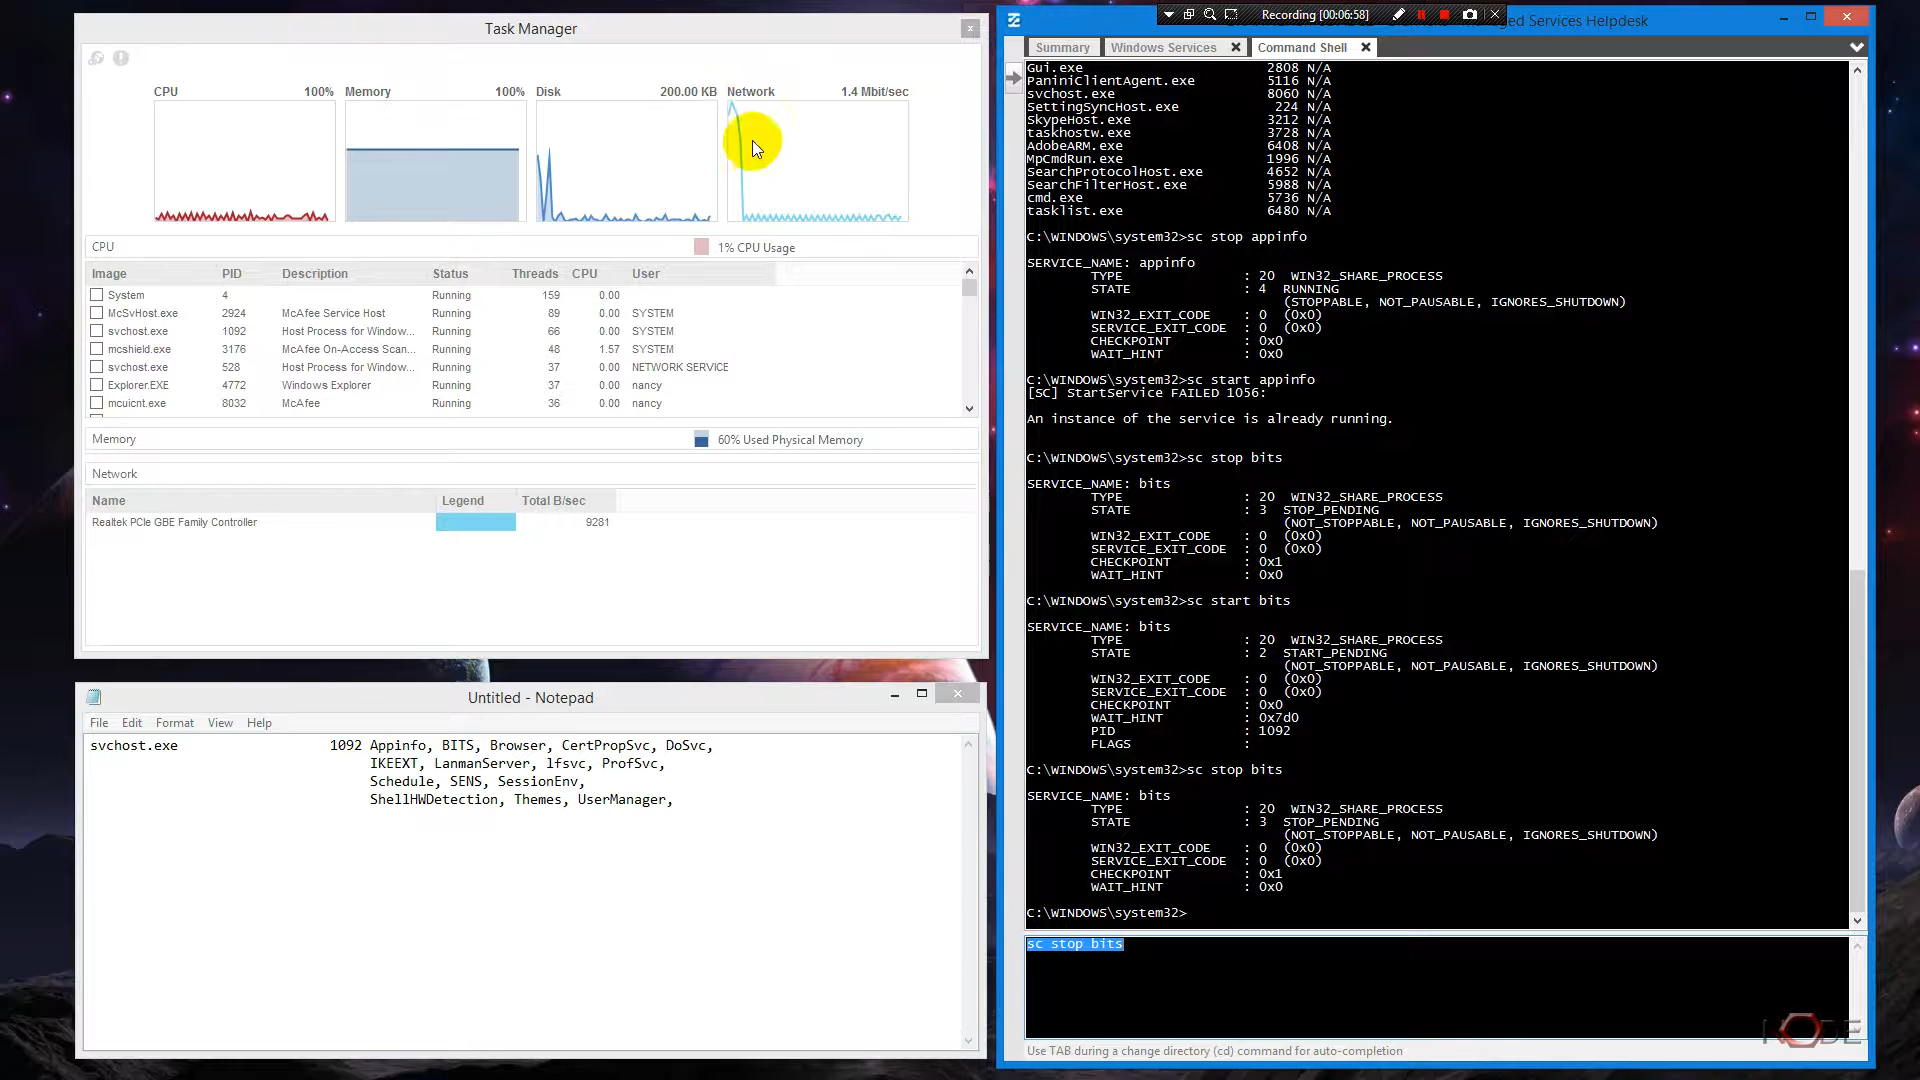 Task Manager
CPU 100%
Memory 100%
Disk 200.00 KB
Network 1.4 Mbit/sec
CPU 1% CPU Usage
Image PID Description Status Threads CPU User
System 4 Running 159 0.00
McSvHost.exe 2924 McAfee Service Host Running 89 0.00 SYSTEM
svchost.exe 1092 Host Process for Window... Running 66 0.00 SYSTEM
mcshield.exe 3176 McAfee On-Access Scan... Running 48 1.57 SYSTEM
svchost.exe 528 Host Process for Window... Running 37 0.00 NETWORK SERVICE
Explorer.EXE 4772 Windows Explorer Running 37 0.00 nancy
mcuicnt.exe 8032 McAfee Running 36 0.00 nancy
Memory 60% Used Physical Memory
Network
Name Legend Total B/sec
Realtek PCIe GBE Family Controller 9281
Untitled - Notepad
File Edit Format View Help
svchost.exe 1092 Appinfo, BITS, Browser, CertPropSvc, DoSvc,
IKEEXT, LanmanServer, lfsvc, ProfSvc,
Schedule, SENS, SessionEnv,
ShellHWDetection, Themes, UserManager,
Recording [00:06:58]
Services Helpdesk
Summary Windows Services Command Shell
Gui.exe 2808 N/A
PaniniClientAgent.exe 5116 N/A
svchost.exe 8060 N/A
SettingSyncHost.exe 224 N/A
SkypeHost.exe 3212 N/A
taskhostw.exe 3728 N/A
AdobeARM.exe 6408 N/A
MpCmdRun.exe 1996 N/A
SearchProtocolHost.exe 4652 N/A
SearchFilterHost.exe 5988 N/A
cmd.exe 5736 N/A
tasklist.exe 6480 N/A
C:\WINDOWS\system32>sc stop appinfo
SERVICE_NAME: appinfo
TYPE : 20 WIN32_SHARE_PROCESS
STATE : 4 RUNNING
(STOPPABLE, NOT_PAUSABLE, IGNORES_SHUTDOWN)
WIN32_EXIT_CODE : 0 (0x0)
SERVICE_EXIT_CODE : 0 (0x0)
CHECKPOINT : 0x0
WAIT_HINT : 0x0
C:\WINDOWS\system32>sc start appinfo
[SC] StartService FAILED 1056:
An instance of the service is already running.
C:\WINDOWS\system32>sc stop bits
SERVICE_NAME: bits
TYPE : 20 WIN32_SHARE_PROCESS
STATE : 3 STOP_PENDING
(NOT_STOPPABLE, NOT_PAUSABLE, IGNORES_SHUTDOWN)
WIN32_EXIT_CODE : 0 (0x0)
SERVICE_EXIT_CODE : 0 (0x0)
CHECKPOINT : 0x1
WAIT_HINT : 0x0
C:\WINDOWS\system32>sc start bits
SERVICE_NAME: bits
TYPE : 20 WIN32_SHARE_PROCESS
STATE : 2 START_PENDING
(NOT_STOPPABLE, NOT_PAUSABLE, IGNORES_SHUTDOWN)
WIN32_EXIT_CODE : 0 (0x0)
SERVICE_EXIT_CODE : 0 (0x0)
CHECKPOINT : 0x0
WAIT_HINT : 0x7d0
PID : 1092
FLAGS :
C:\WINDOWS\system32>sc stop bits
SERVICE_NAME: bits
TYPE : 20 WIN32_SHARE_PROCESS
STATE : 3 STOP_PENDING
(NOT_STOPPABLE, NOT_PAUSABLE, IGNORES_SHUTDOWN)
WIN32_EXIT_CODE : 0 (0x0)
SERVICE_EXIT_CODE : 0 (0x0)
CHECKPOINT : 0x1
WAIT_HINT : 0x0
C:\WINDOWS\system32>
sc stop bits
Use TAB during a change directory (cd) command for auto-completion